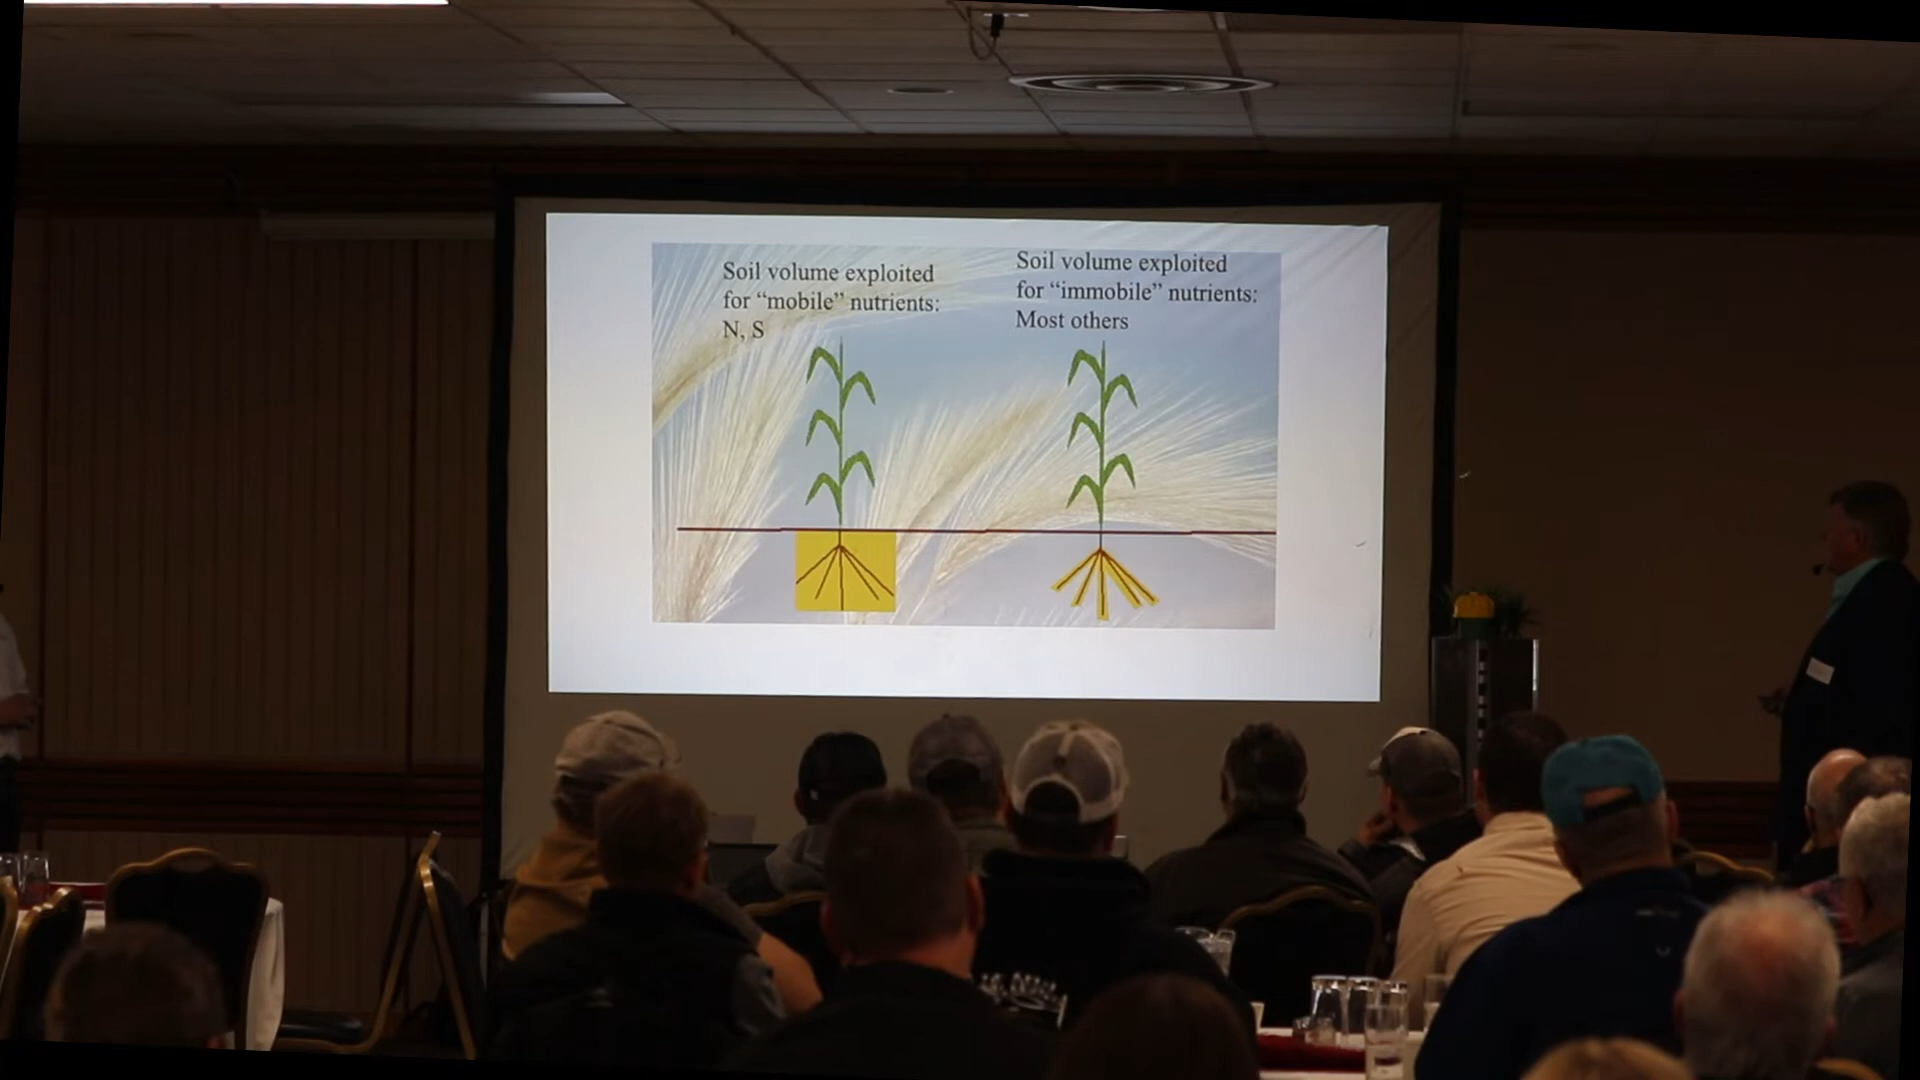 Soil volume exploited
for “mobile” nutrients:
N, S
Soil volume exploited
for “immobile” nutrients:
Most others